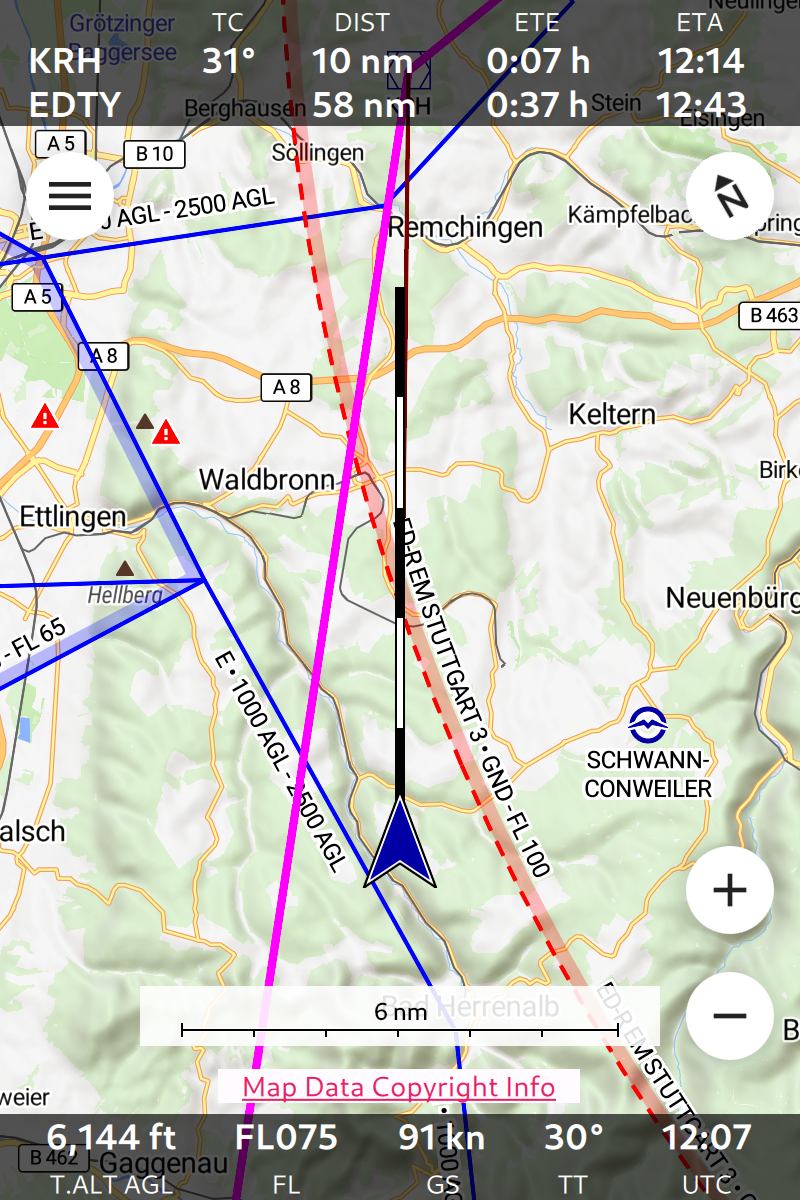 Neulingen
Grötzinger
Baggersee
TC DIST ETE ETA
KRH 31° 10 nm 0:07 h 12:14
EDTY 58 nm 0:37 h 12:43
Berghausen
Stein
Eisingen
A 5
B 10
Söllingen
N
AGL - 2500 AGL
Remchingen
Kämpfelbac
A 5
B 463
A 8
A 8
Keltern
Waldbronn
Birk
Ettlingen
ED-R EM STUTTGART 3 • GND - FL 100
Hellberg
Neuenbürg
- FL 65
E • 1000 AGL - 2500 AGL
SCHWANN-
CONWEILER
alsch
+
−
Bad Herrenalb
6 nm
ED-R EM STUTTGART 2 •
B
Map Data Copyright Info
weier
6,144 ft FL075 91 kn 30° 12:07
B 462
Gaggenau
T.ALT AGL FL GS TT UTC